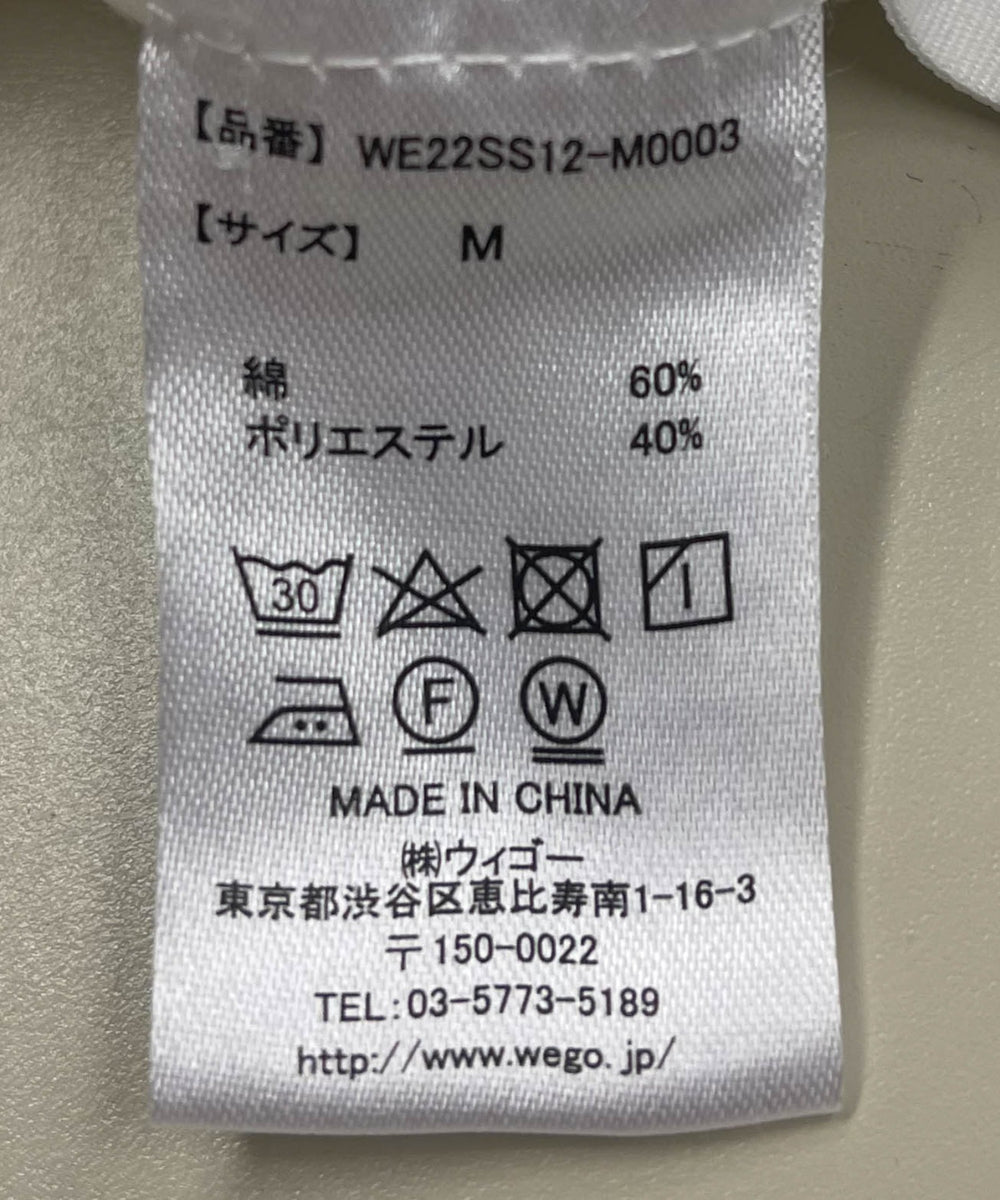 【品番】 WE22SS12-M0003
【サイズ】 M
綿 60%
ポリエステル 40%
30
F W
MADE IN CHINA
㈱ウィゴー
東京都渋谷区恵比寿南1-16-3
〒150-0022
TEL:03-5773-5189
http://www.wego.jp/